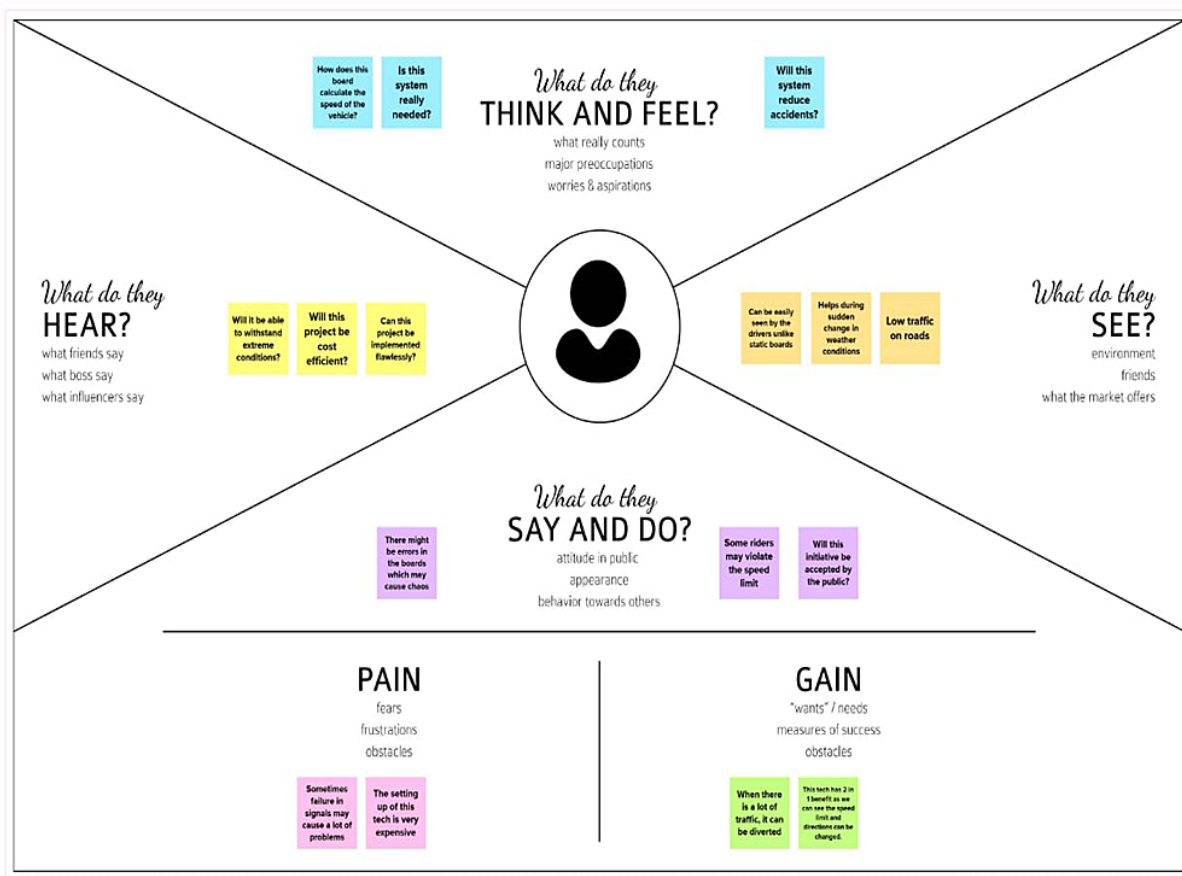 How does this
board
calculate the
speed of the
vehicle?
Is this
system
really
needed?
What do they
THINK AND FEEL?
what really counts
major preoccupations
worries & aspirations
Will this
system
reduce
accidents?
What do they
HEAR?
what friends say
what boss say
what influencers say
Will it be able
to withstand
extreme
conditions?
Will this
project be
cost
efficient?
Can this
project be
implemented
flawlessly?
Can be easily
seen by the
drivers unlike
static boards
Helps during
sudden
change in
weather
conditions
Low traffic
on roads
What do they
SEE?
environment
friends
what the market offers
There might
be errors in
the boards
which may
cause chaos
What do they
SAY AND DO?
attitude in public
appearance
behavior towards others
Some riders
may violate
the speed
limit
Will this
initiative be
accepted by
the public?
PAIN
fears
frustrations
obstacles
Sometimes
failure in
signals may
cause a lot of
problems
The setting
up of this
tech is very
expensive
GAIN
"wants" / needs
measures of success
obstacles
When there
is a lot of
traffic, it can
be diverted
This tech has 2 in
1 benefit as we
can see the speed
limit and
directions can be
changed.